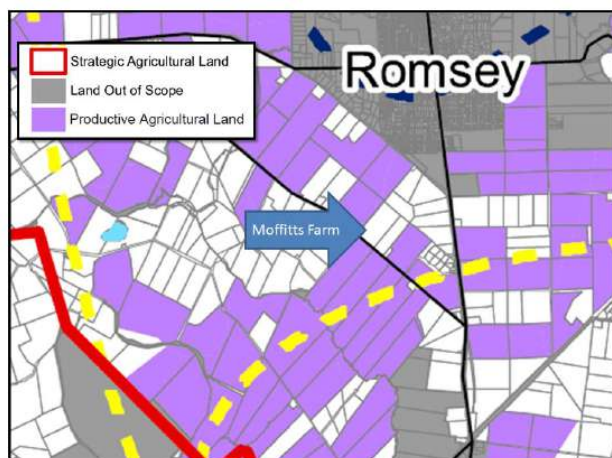 Strategic Agricultural Land
Land Out of Scope
Productive Agricultural Land
Romsey
Moffitts Farm